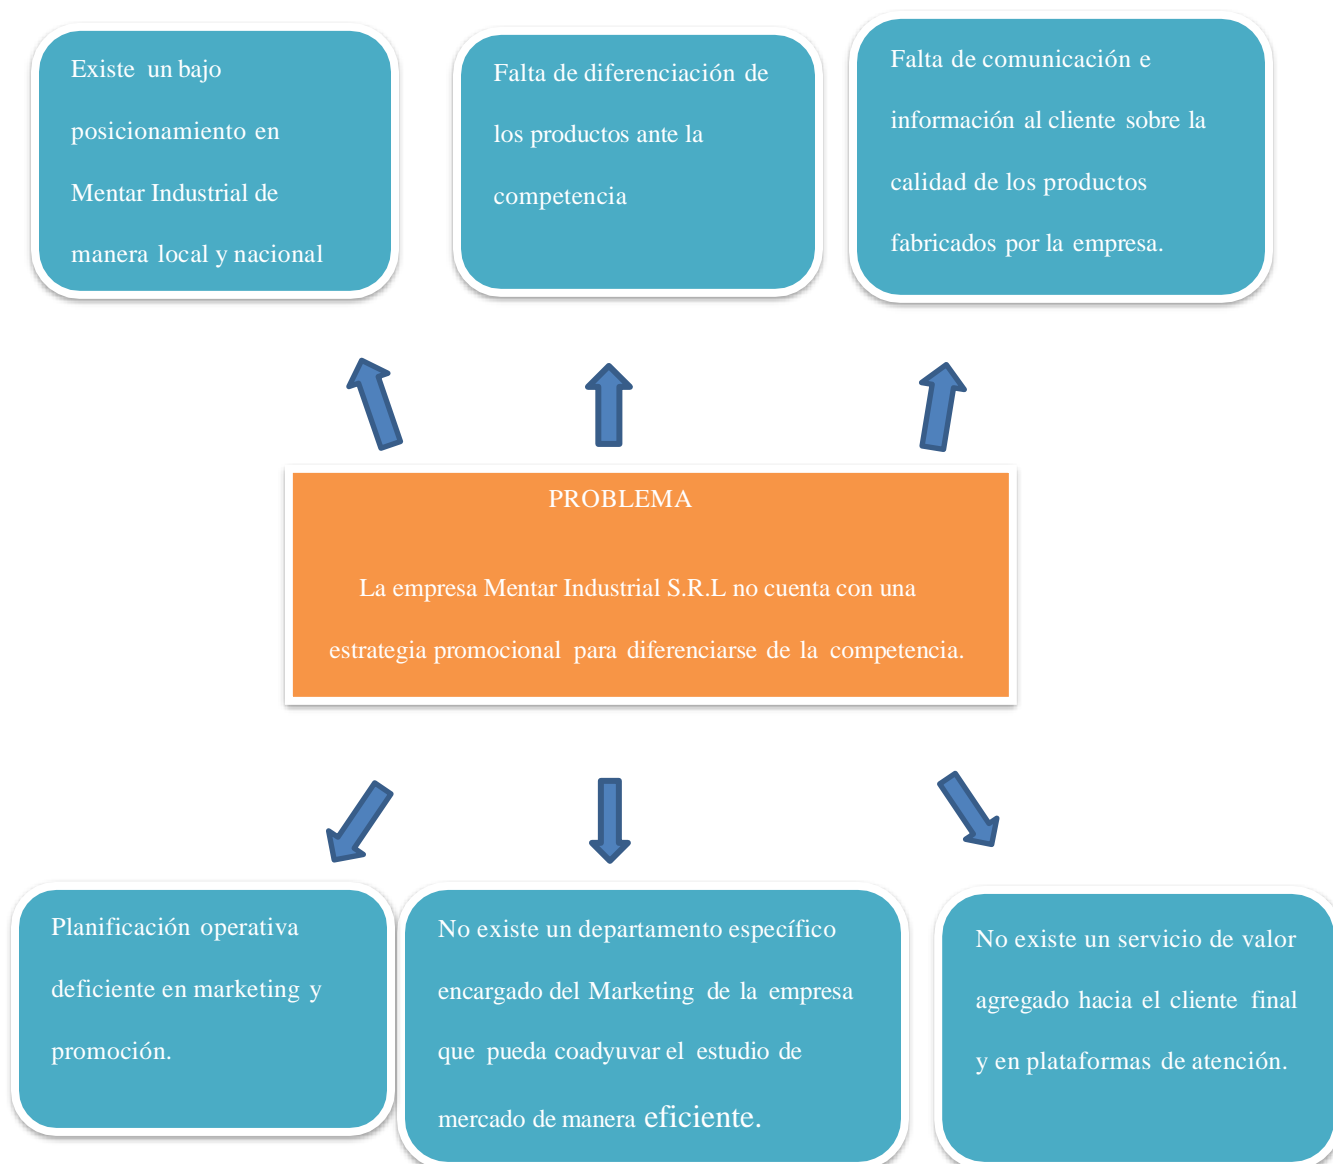 Existe un bajo
posicionamiento en
Mentar Industrial de
manera local y nacional
Falta de diferenciación de
los productos ante la
competencia
Falta de comunicación e
información al cliente sobre la
calidad de los productos
fabricados por la empresa.
PROBLEMA
La empresa Mentar Industrial S.R.L no cuenta con una
estrategia promocional para diferenciarse de la competencia.
Planificación operativa
deficiente en marketing y
promoción.
No existe un departamento específico
encargado del Marketing de la empresa
que pueda coadyuvar el estudio de
mercado de manera eficiente.
No existe un servicio de valor
agregado hacia el cliente final
y en plataformas de atención.